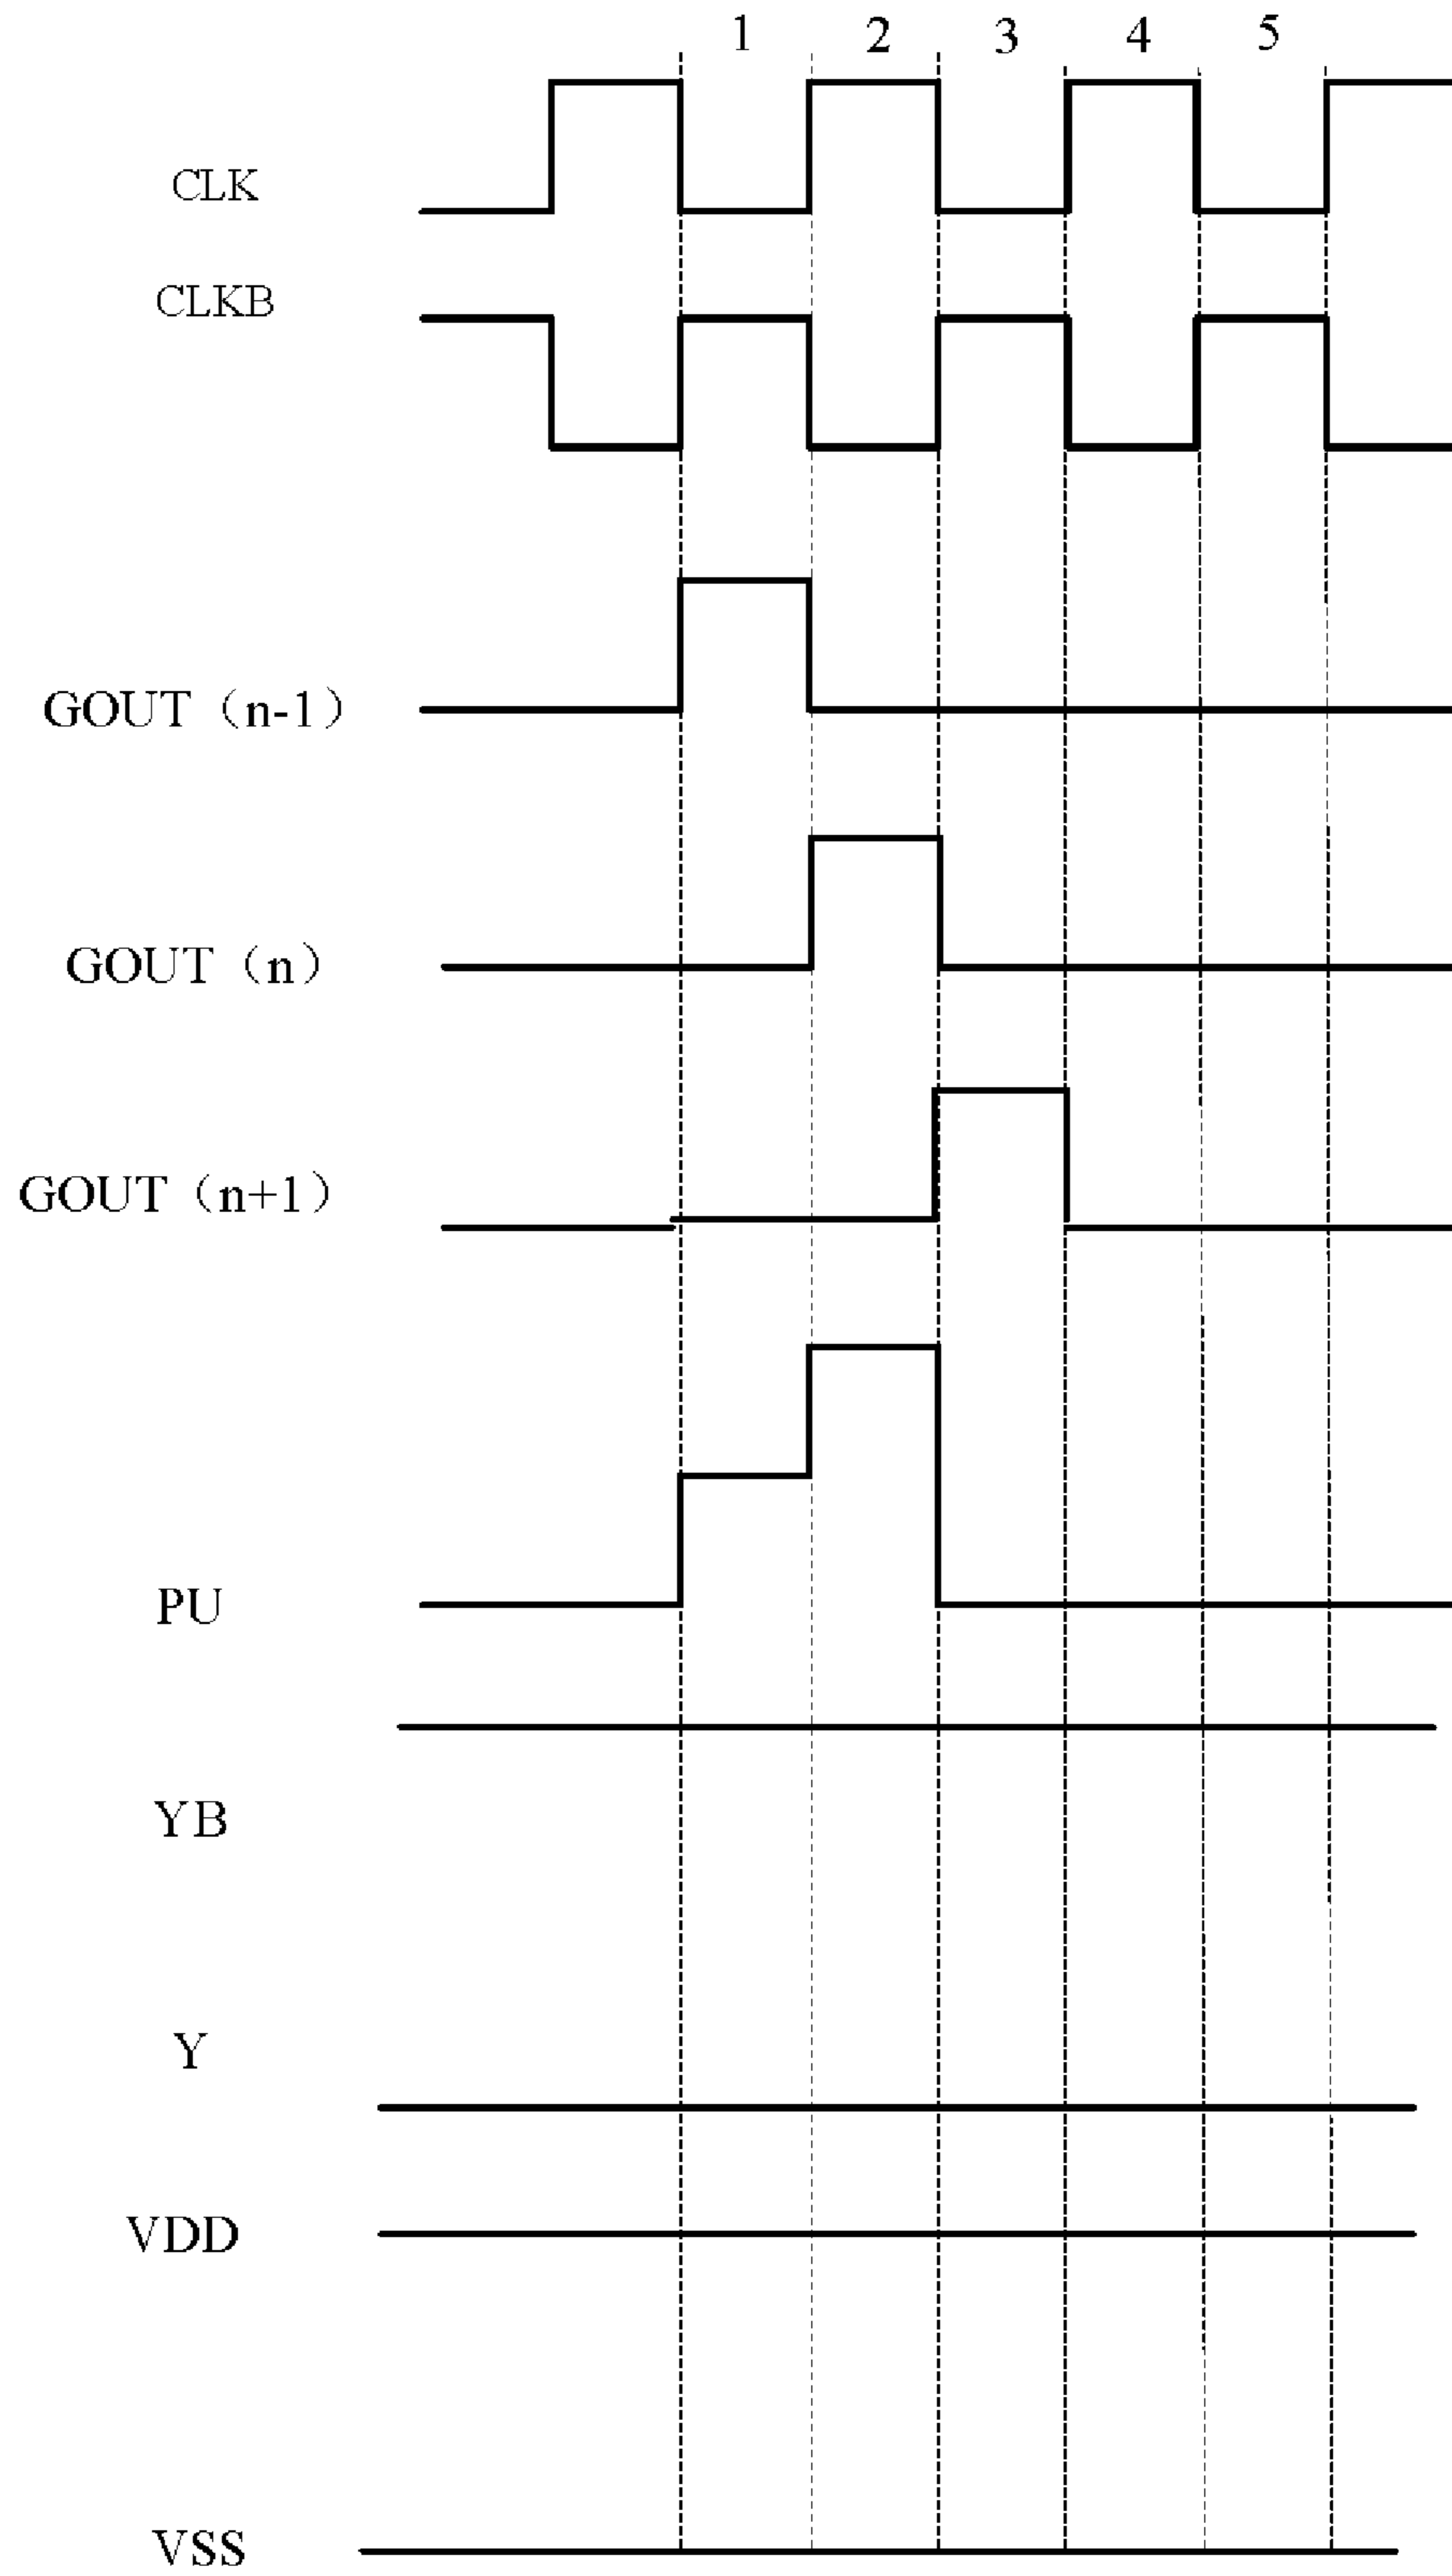 1 2 3 4 5
CLK
CLKB
GOUT（n-1）
GOUT（n）
GOUT（n+1）
PU
YB
Y
VDD
VSS